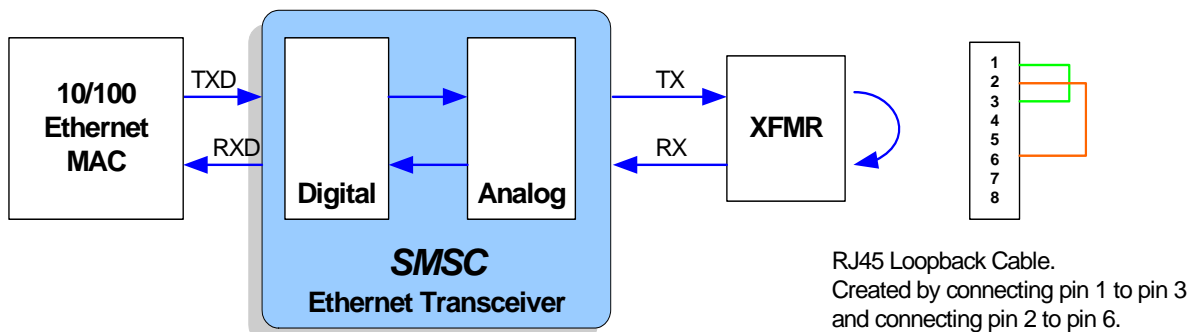 10/100
Ethernet
MAC
TXD
RXD
Digital
Analog
SMSC
Ethernet Transceiver
TX
RX
XFMR
1
2
3
4
5
6
7
8
RJ45 Loopback Cable.
Created by connecting pin 1 to pin 3
and connecting pin 2 to pin 6.